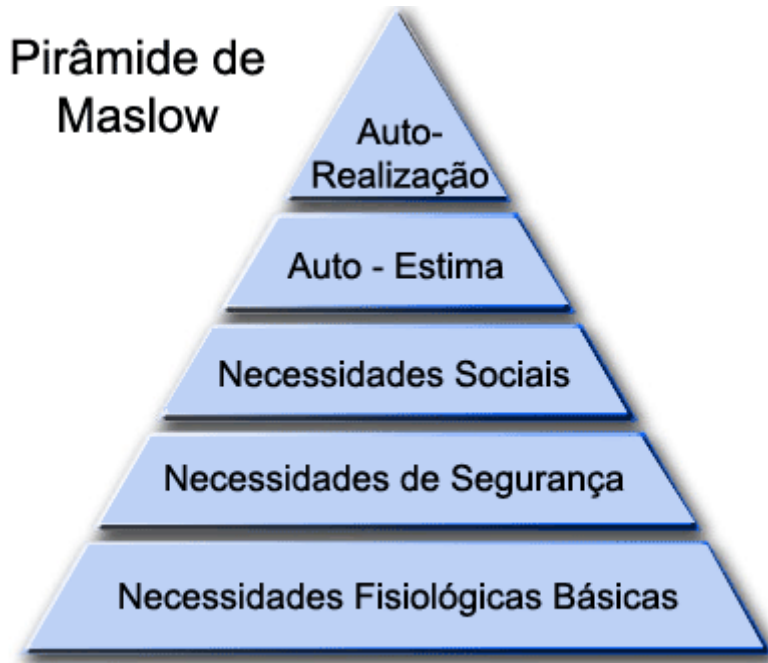 Pirâmide de
Maslow
Auto-
Realização
Auto - Estima
Necessidades Sociais
Necessidades de Segurança
Necessidades Fisiológicas Básicas